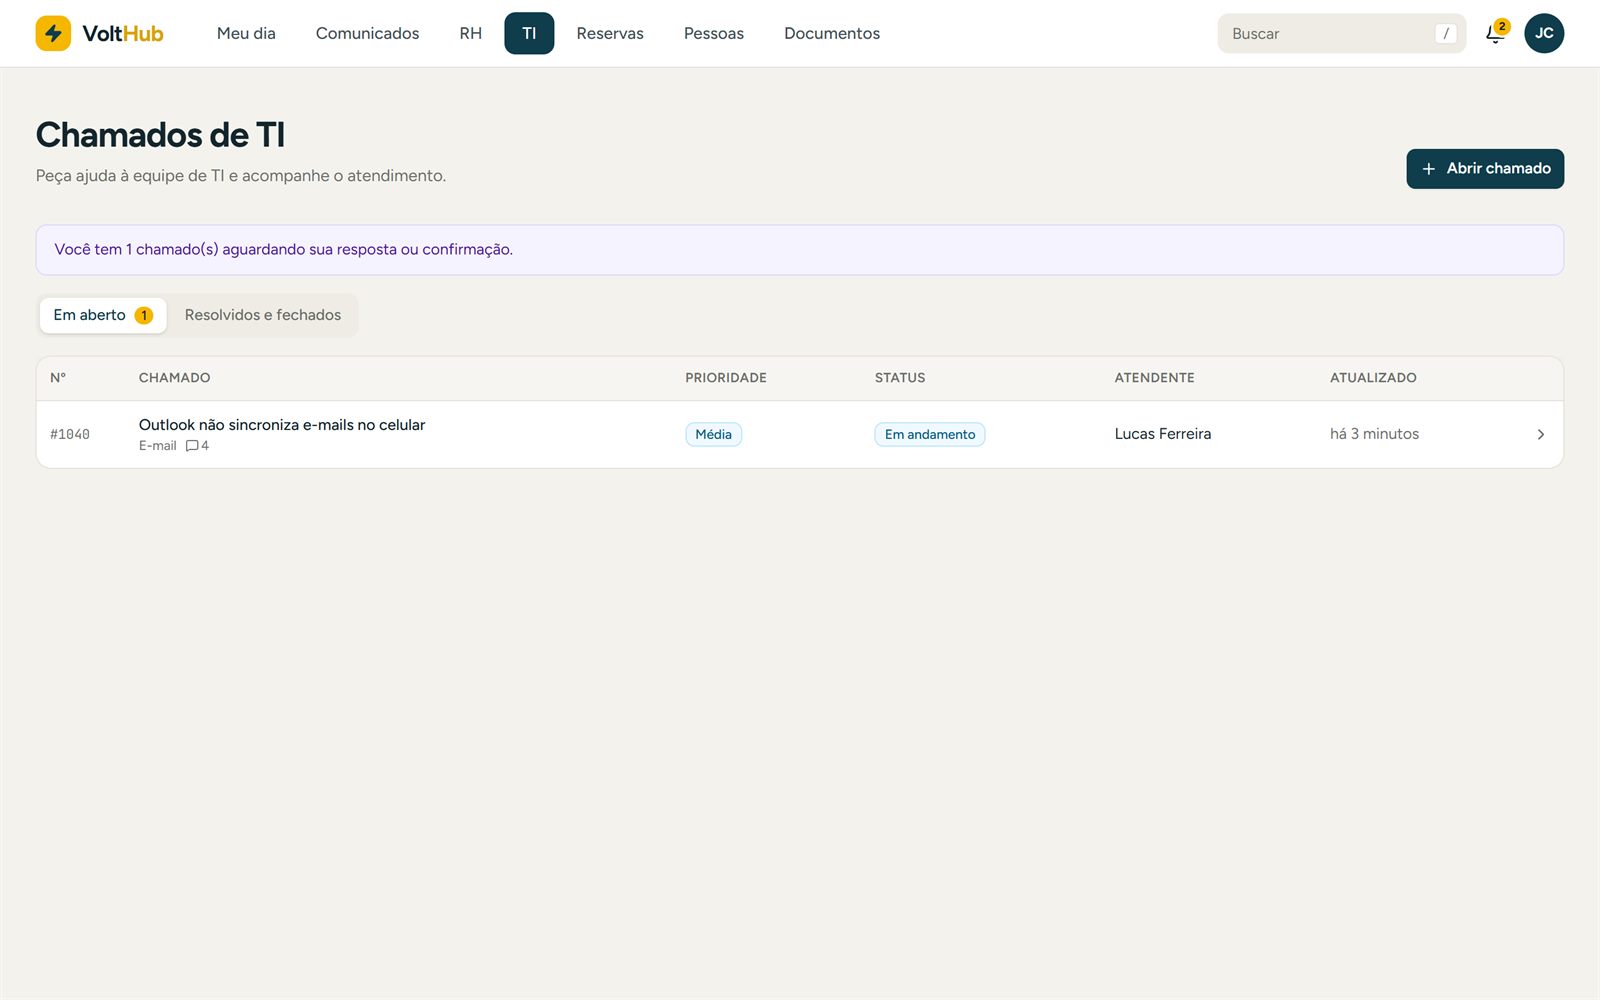 VoltHub
Meu dia
Comunicados
RH
TI
Reservas
Pessoas
Documentos
Buscar
/
2
JC
Chamados de TI
Peça ajuda à equipe de TI e acompanhe o atendimento.
Abrir chamado
Você tem 1 chamado(s) aguardando sua resposta ou confirmação.
Em aberto 1
Resolvidos e fechados
Nº
CHAMADO
PRIORIDADE
STATUS
ATENDENTE
ATUALIZADO
#1040
Outlook não sincroniza e-mails no celular
E-mail 4
Média
Em andamento
Lucas Ferreira
há 3 minutos